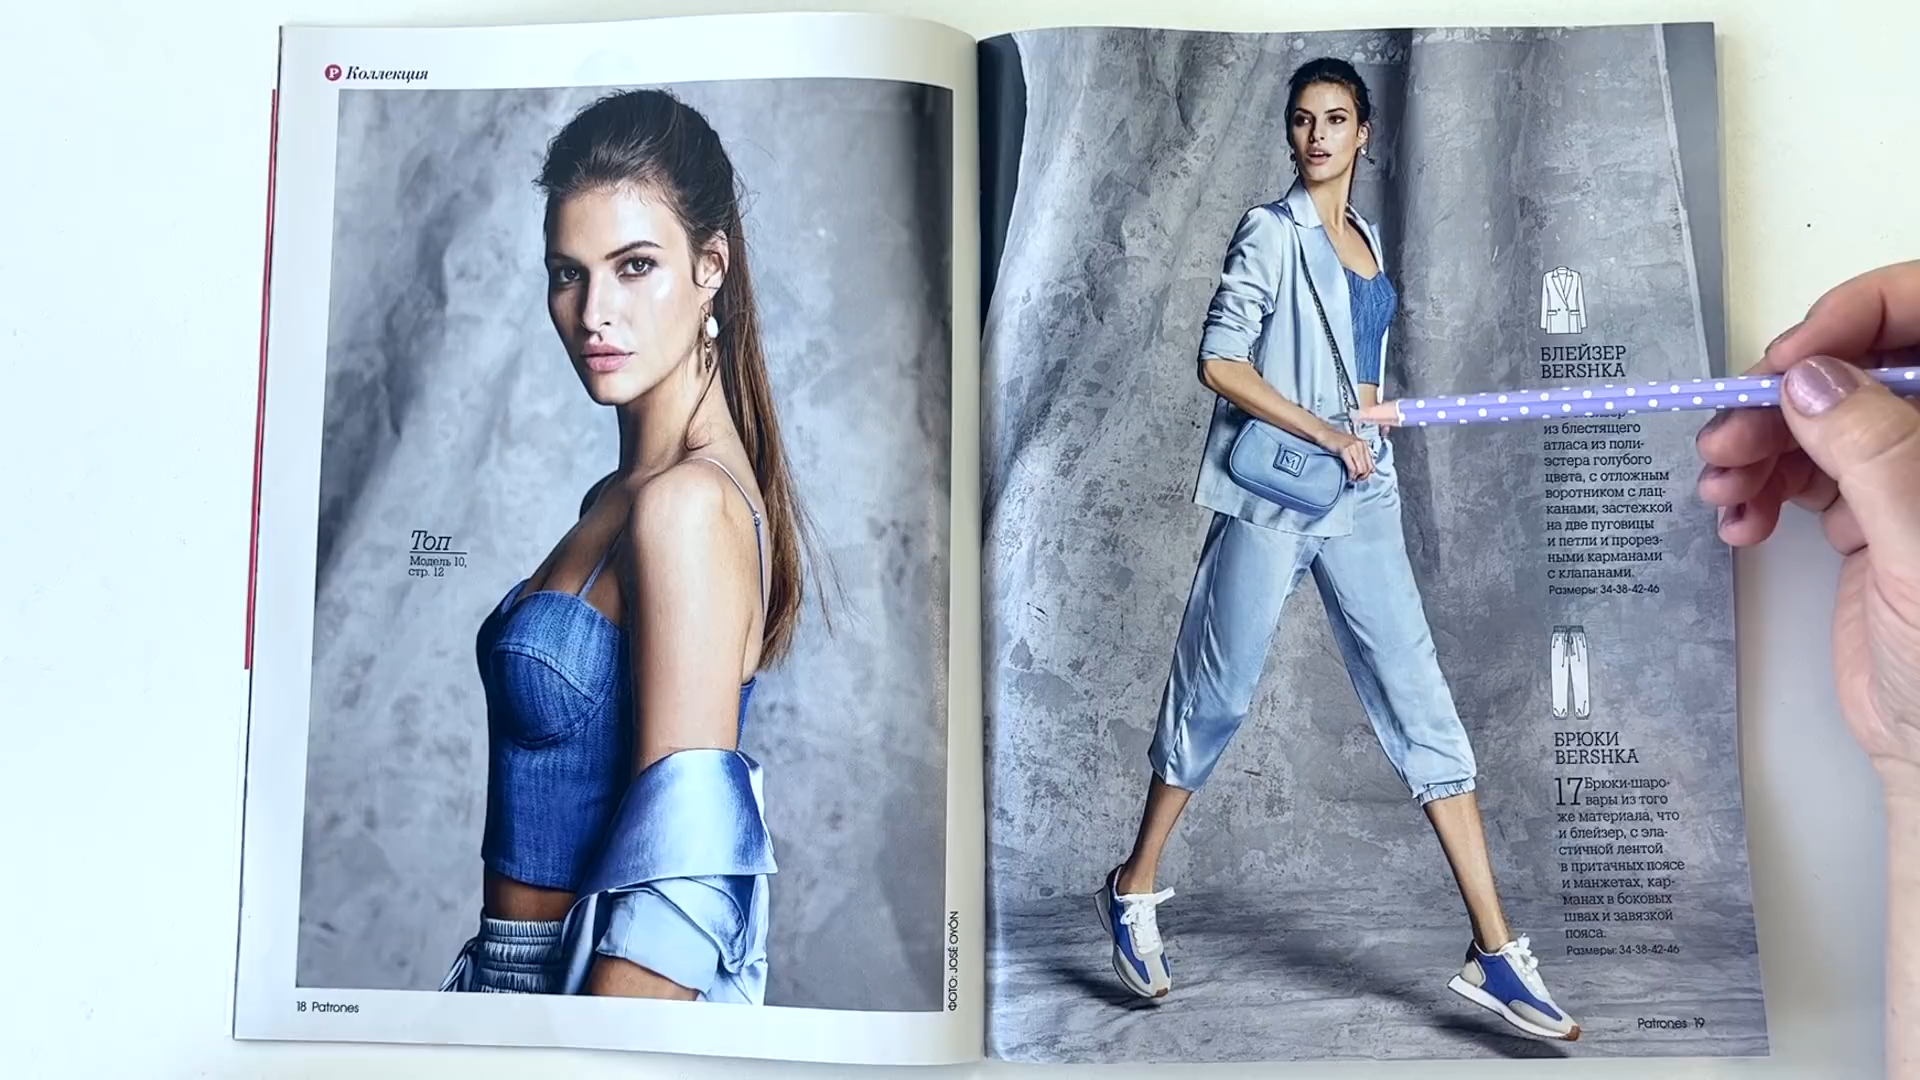 P Коллекция
Топ
Модель 10,
стр. 12
ФОТО: JOSÉ OYÓN
18 Patrones
M
БЛЕЙЗЕР
BERSHKA
из блестящего
атласа из поли-
эстера голубого
цвета, с отложным
воротником с лац-
канами, застежкой
на две пуговицы
и петли и прорез-
ными карманами
с клапанами.
Размеры: 34-38-42-46
БРЮКИ
BERSHKA
17 Брюки-шаро-
вары из того
же материала, что
и блейзер, с эла-
стичной лентой
в притачных поясе
и манжетах, кар-
манах в боковых
швах и завязкой
пояса.
Размеры: 34-38-42-46
Patrones 19